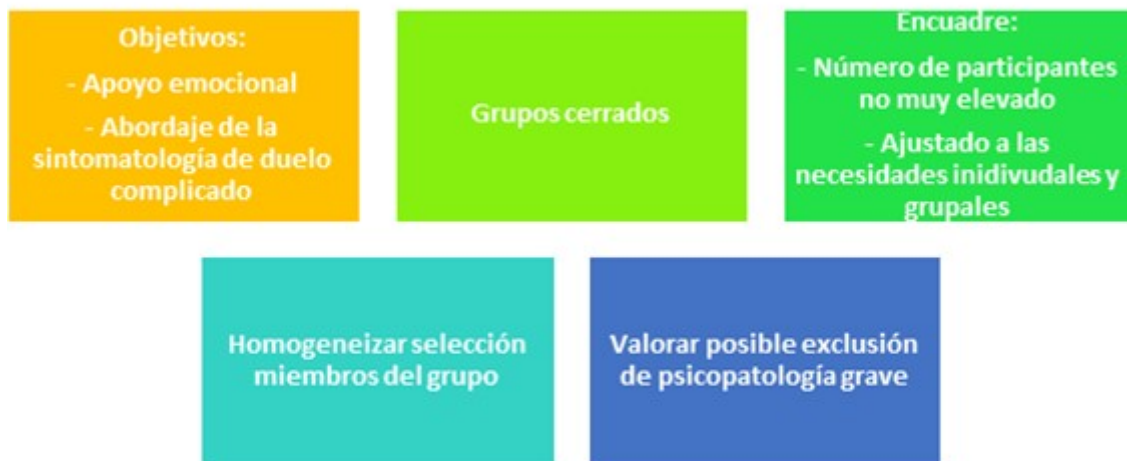 Objetivos:
- Apoyo emocional
- Abordaje de la
sintomatología de duelo
complicado
Grupos cerrados
Encuadre:
- Número de participantes
no muy elevado
- Ajustado a las
necesidades inidivudales y
grupales
Homogeneizar selección
miembros del grupo
Valorar posible exclusión
de psicopatología grave